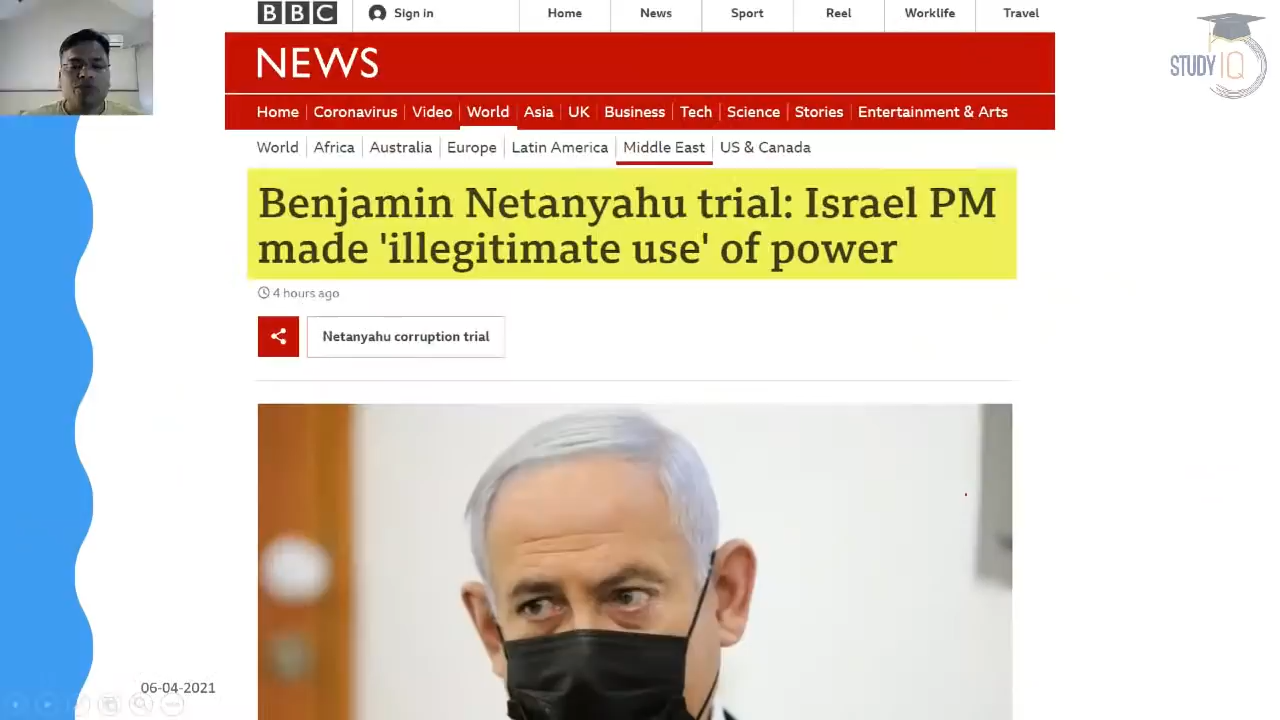 BBC
Sign in
Home
News
Sport
Reel
Worklife
Travel
STUDY IQ
NEWS
Home
Coronavirus
Video
World
Asia
UK
Business
Tech
Science
Stories
Entertainment & Arts
World
Africa
Australia
Europe
Latin America
Middle East
US & Canada
Benjamin Netanyahu trial: Israel PM
made 'illegitimate use' of power
4 hours ago
Netanyahu corruption trial
06-04-2021